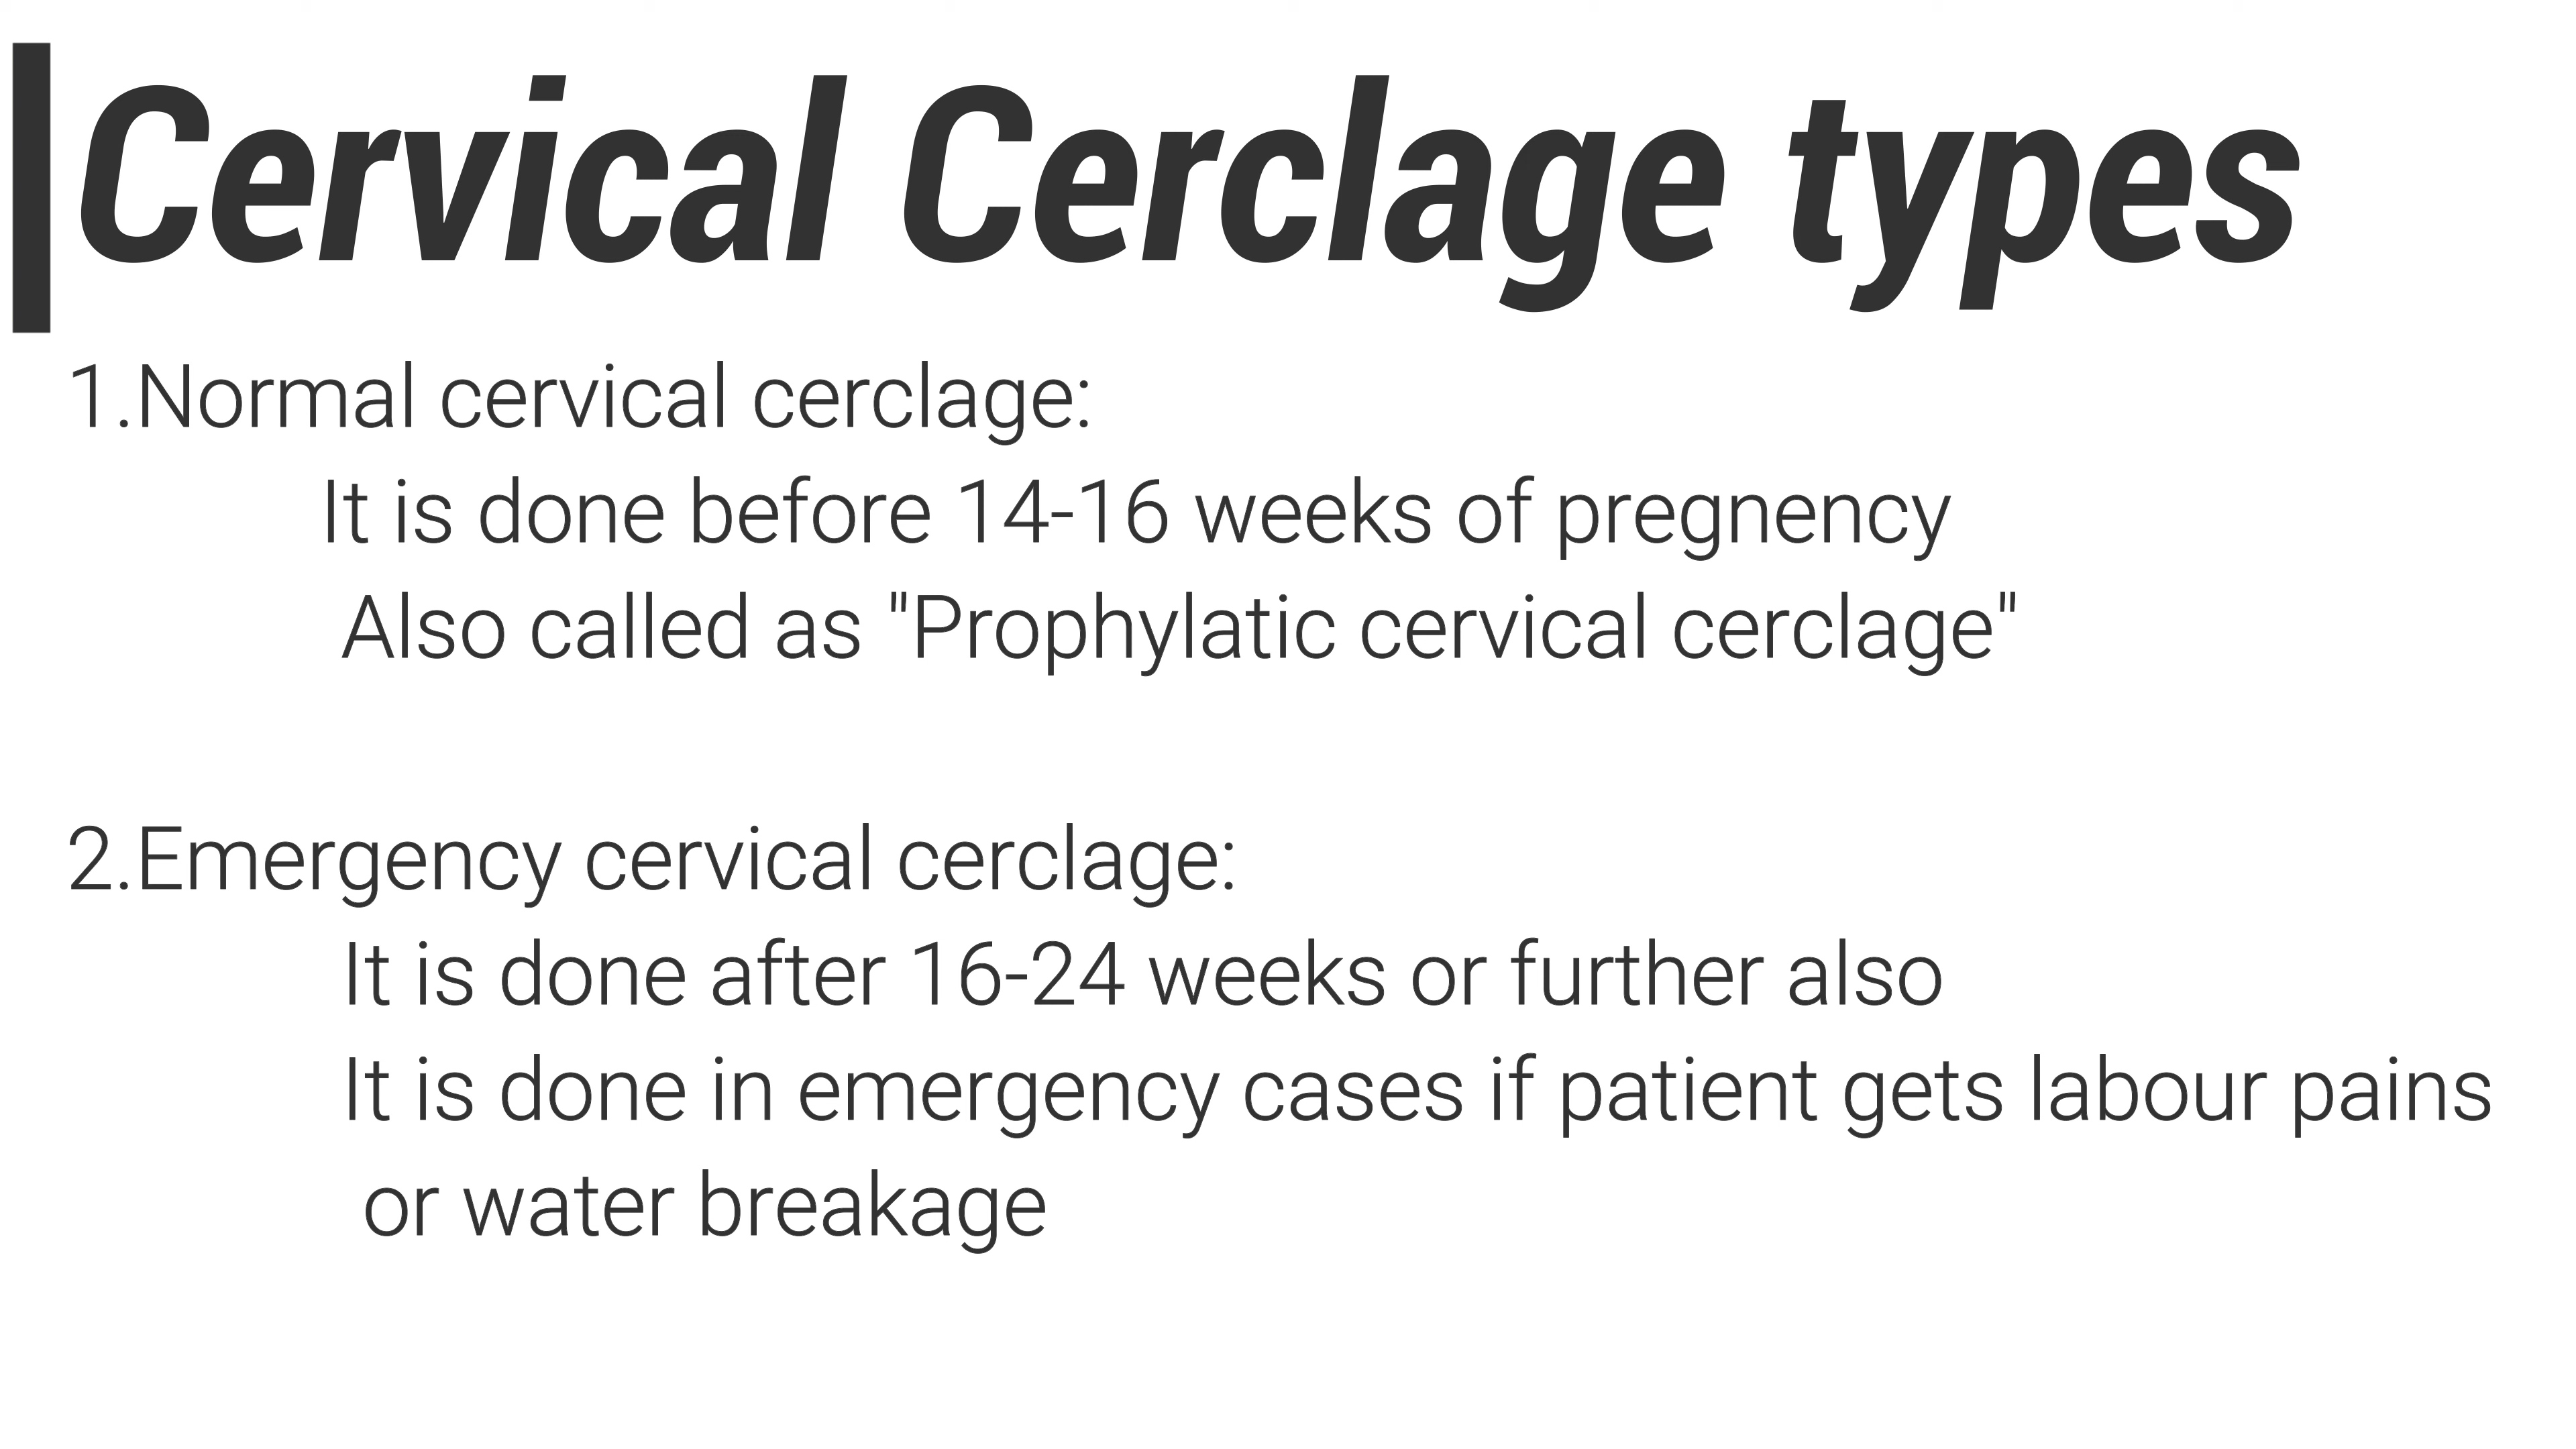 Cervical Cerclage types
1.Normal cervical cerclage:
It is done before 14-16 weeks of pregnency
Also called as "Prophylatic cervical cerclage"
2.Emergency cervical cerclage:
It is done after 16-24 weeks or further also
It is done in emergency cases if patient gets labour pains
or water breakage